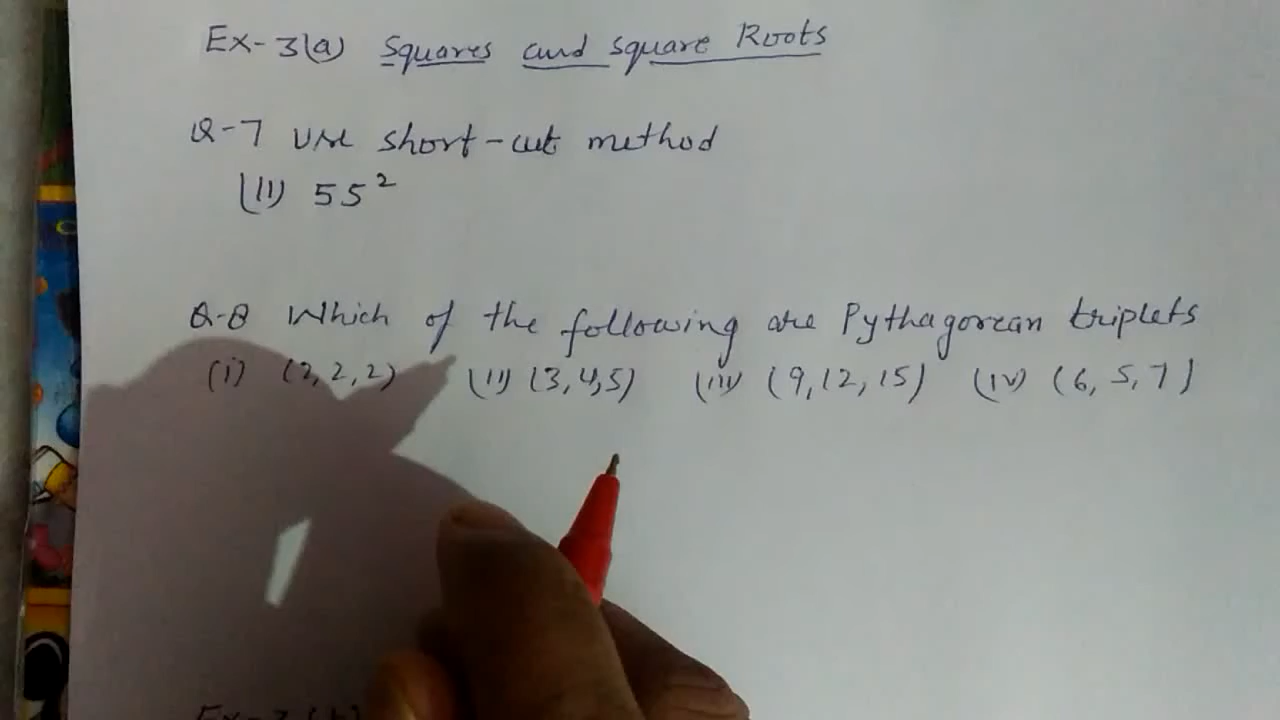 Ex-3(a) Squares and square Roots
Q-7 Use short-cut method
(ii) 55²
Q-8 Which of the following are Pythagorean triplets
(i) (2,2,2) (ii) (3,4,5) (iii) (9,12,15) (iv) (6,5,7)